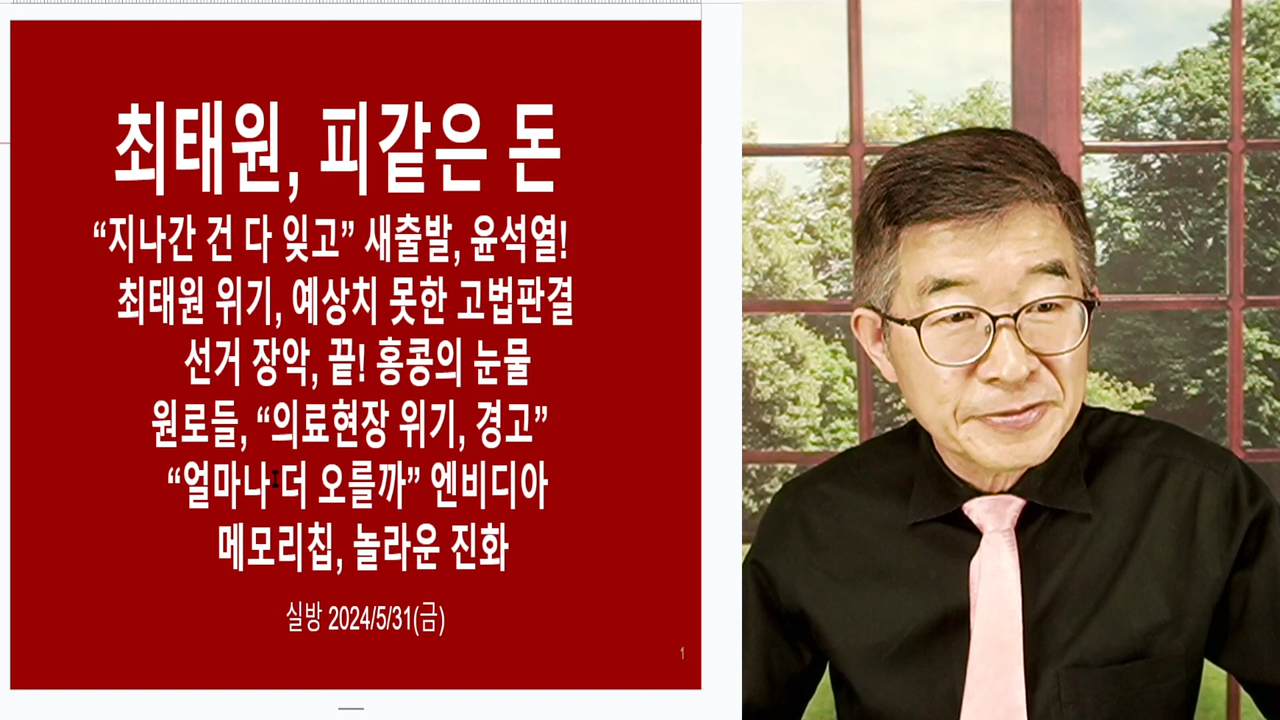 최태원, 피같은 돈
“지나간 건 다 잊고” 새출발, 윤석열!
최태원 위기, 예상치 못한 고법판결
선거 장악, 끝! 홍콩의 눈물
원로들, “의료현장 위기, 경고”
“얼마나 더 오를까” 엔비디아
메모리칩, 놀라운 진화
실방 2024/5/31(금)
1